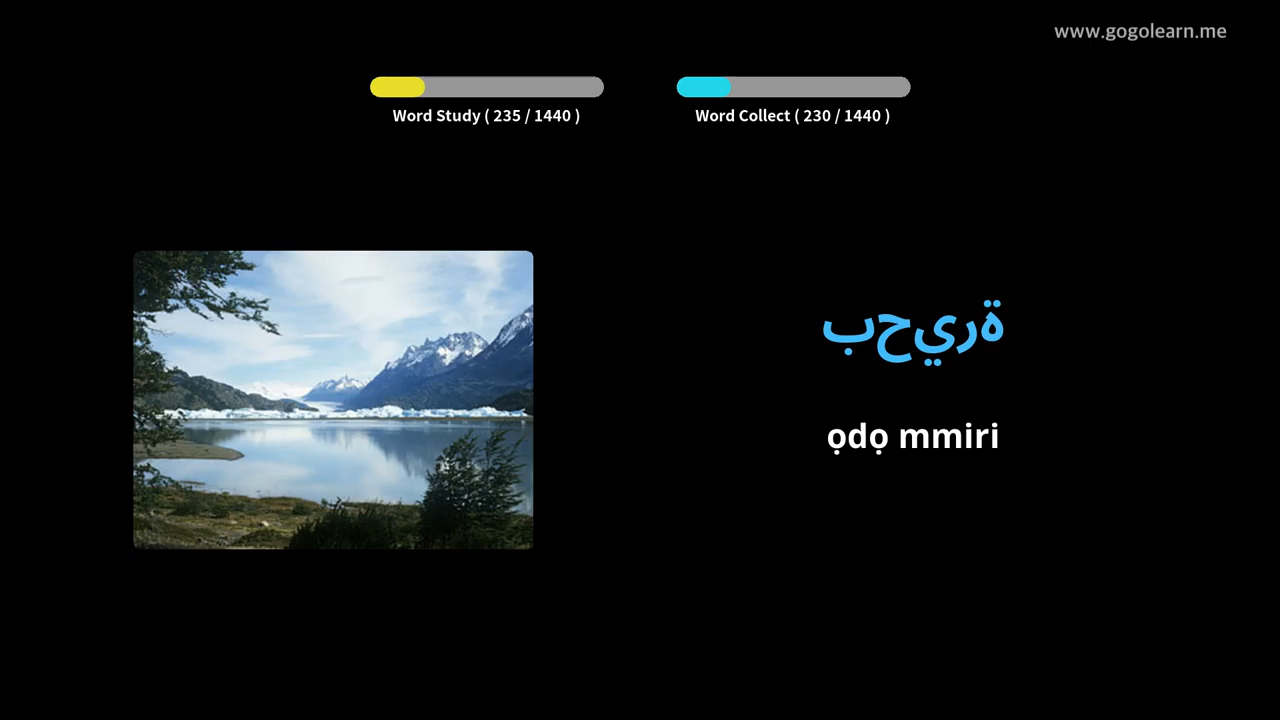 www.gogolearn.me
Word Study ( 235 / 1440 )
Word Collect ( 230 / 1440 )
بحيرة
ọdọ mmiri